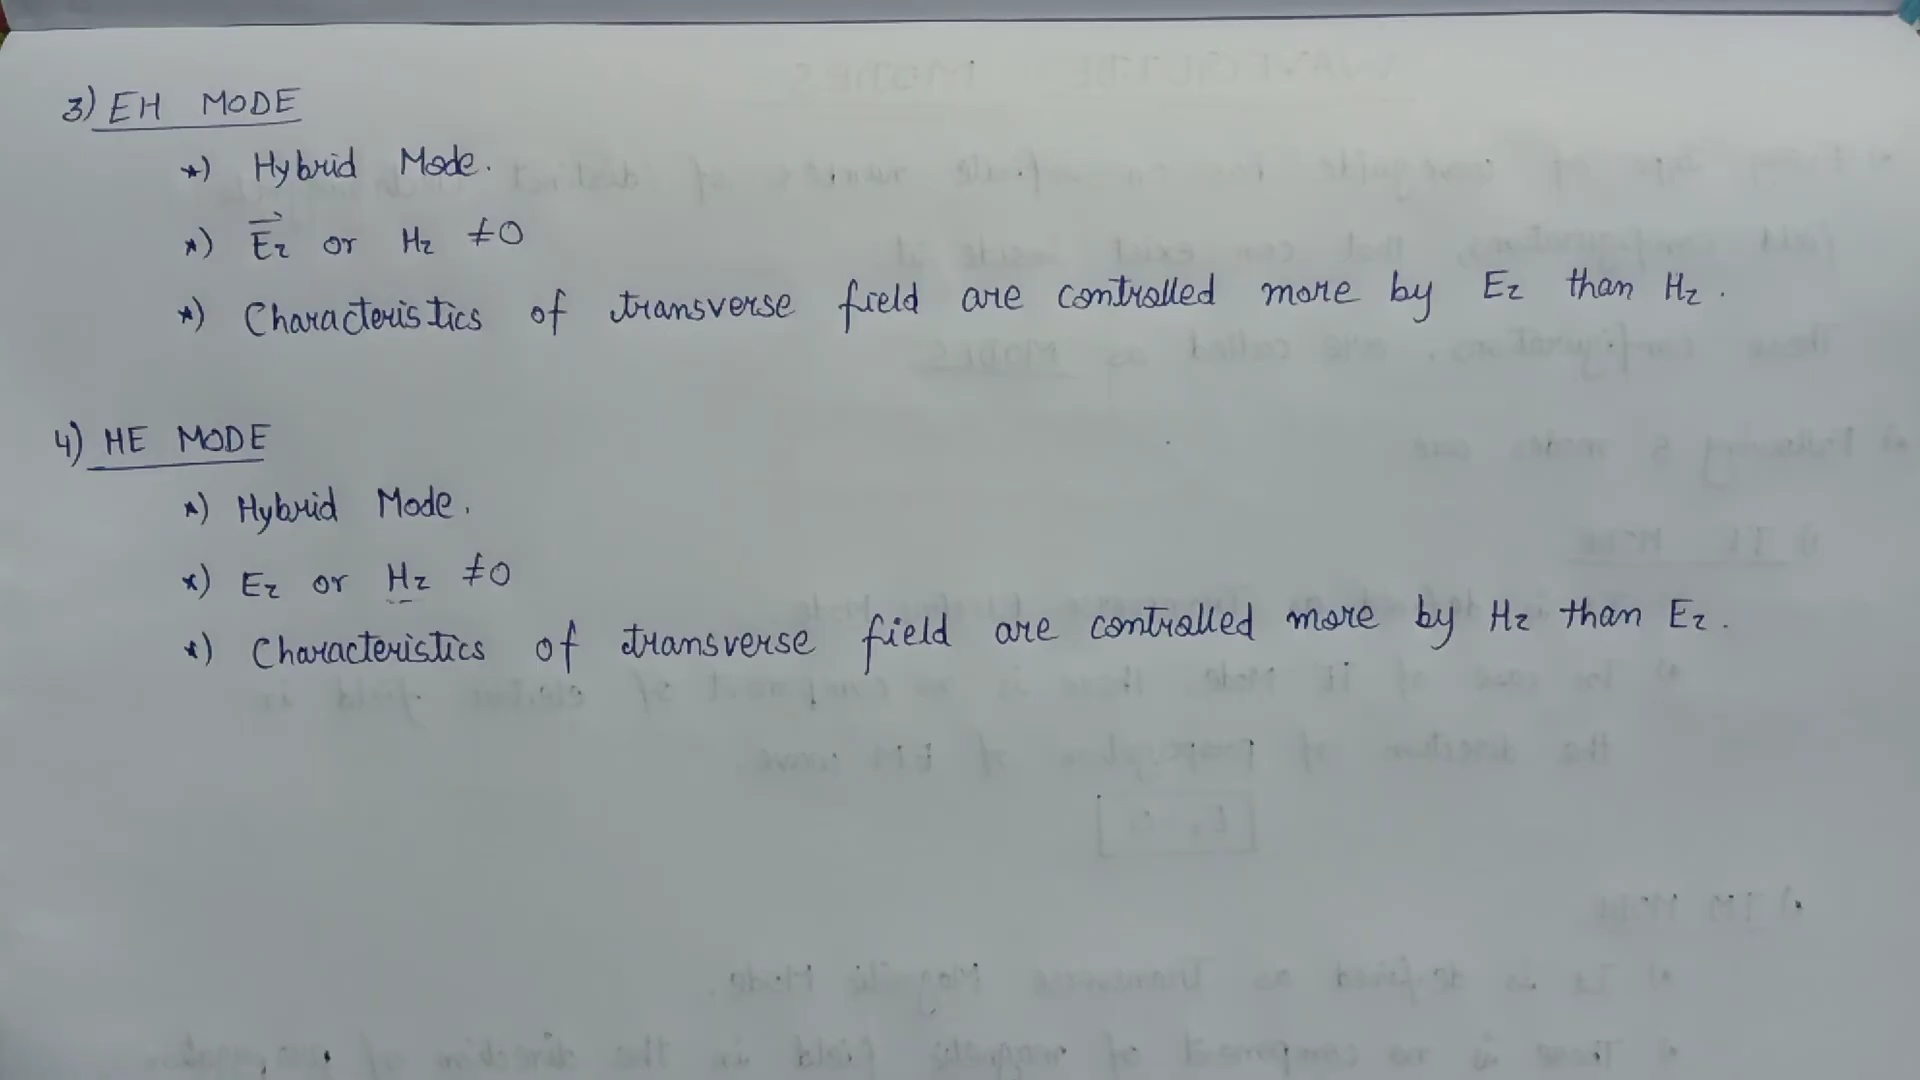 3) EH MODE
*) Hybrid Mode.
*) E⃗z or Hz ≠0
*) Characteristics of transverse field are controlled more by Ez than Hz.
4) HE MODE
*) Hybrid Mode.
*) Ez or Hz ≠0
*) Characteristics of transverse field are controlled more by Hz than Ez.